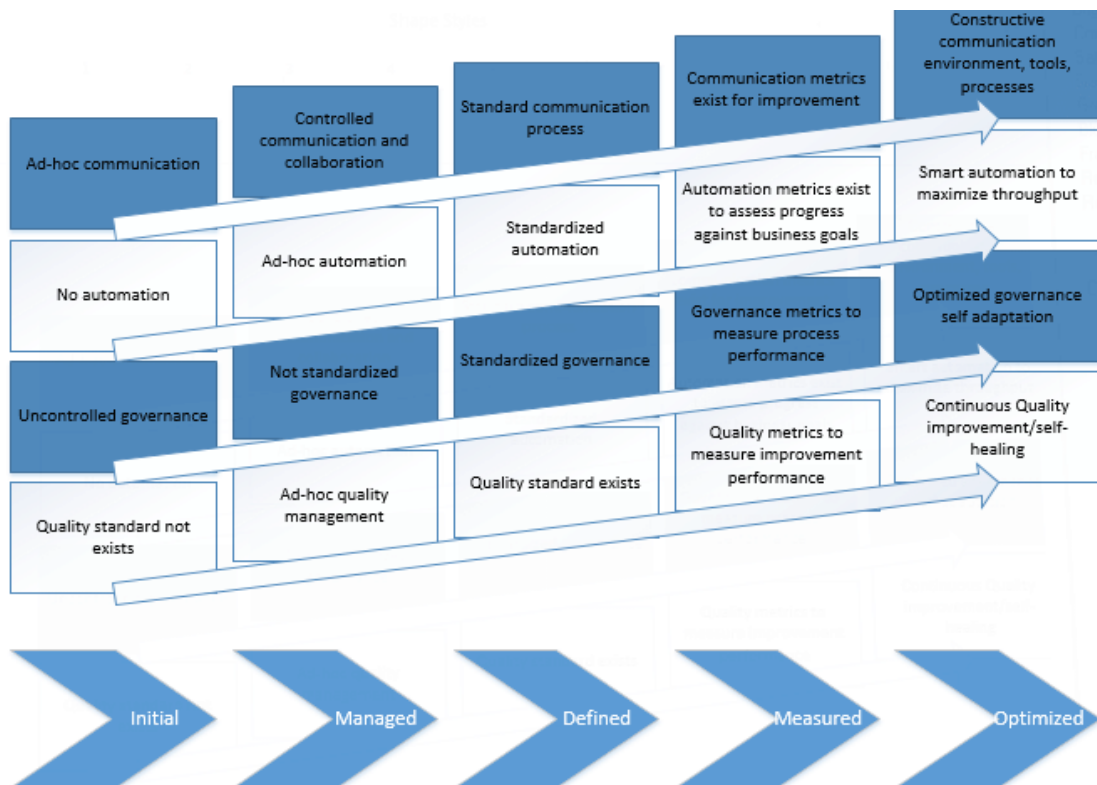 Ad-hoc communication
No automation
Uncontrolled governance
Quality standard not
exists
Controlled
communication and
collaboration
Ad-hoc automation
Not standardized
governance
Ad-hoc quality
management
Standard communication
process
Standardized
automation
Standardized governance
Quality standard exists
Communication metrics
exist for improvement
Automation metrics exist
to assess progress
against business goals
Governance metrics to
measure process
performance
Quality metrics to
measure improvement
performance
Constructive
communication
environment, tools,
processes
Smart automation to
maximize throughput
Optimized governance
self adaptation
Continuous Quality
improvement/self-
healing
Initial
Managed
Defined
Measured
Optimized